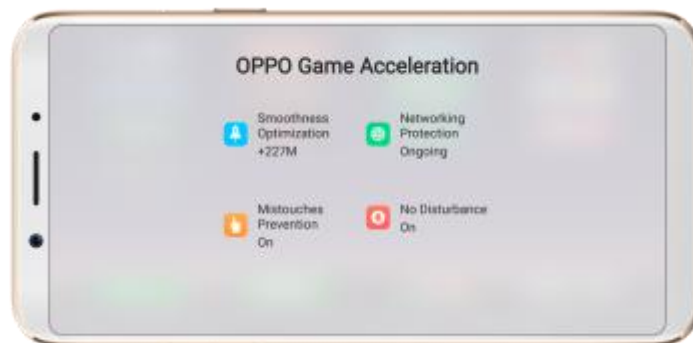 OPPO Game Acceleration
Smoothness
Optimization
+227M
Networking
Protection
Ongoing
Mistouches
Prevention
On
No Disturbance
On